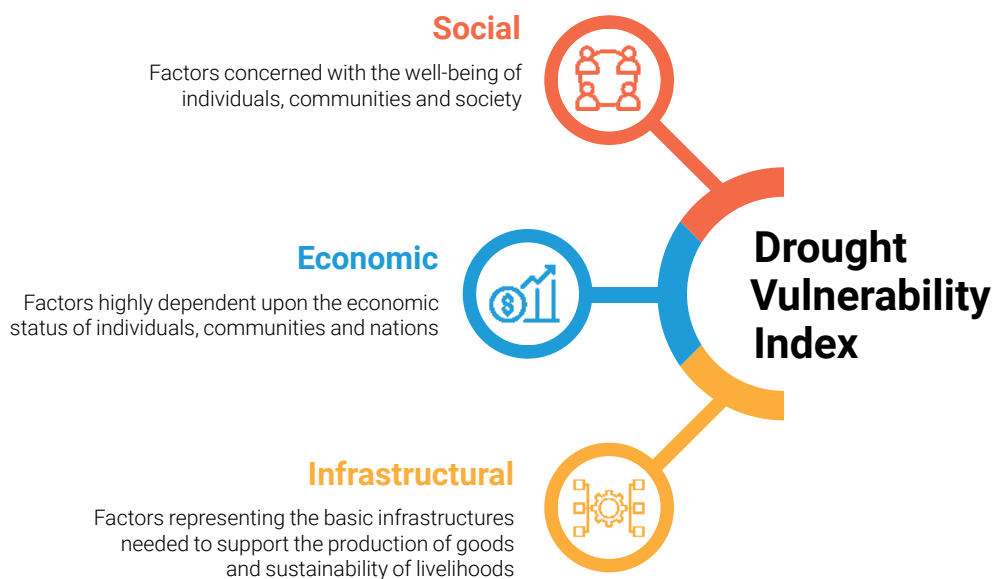 Social
Factors concerned with the well-being of
individuals, communities and society
Economic
Factors highly dependent upon the economic
status of individuals, communities and nations
Drought
Vulnerability
Index
Infrastructural
Factors representing the basic infrastructures
needed to support the production of goods
and sustainability of livelihoods